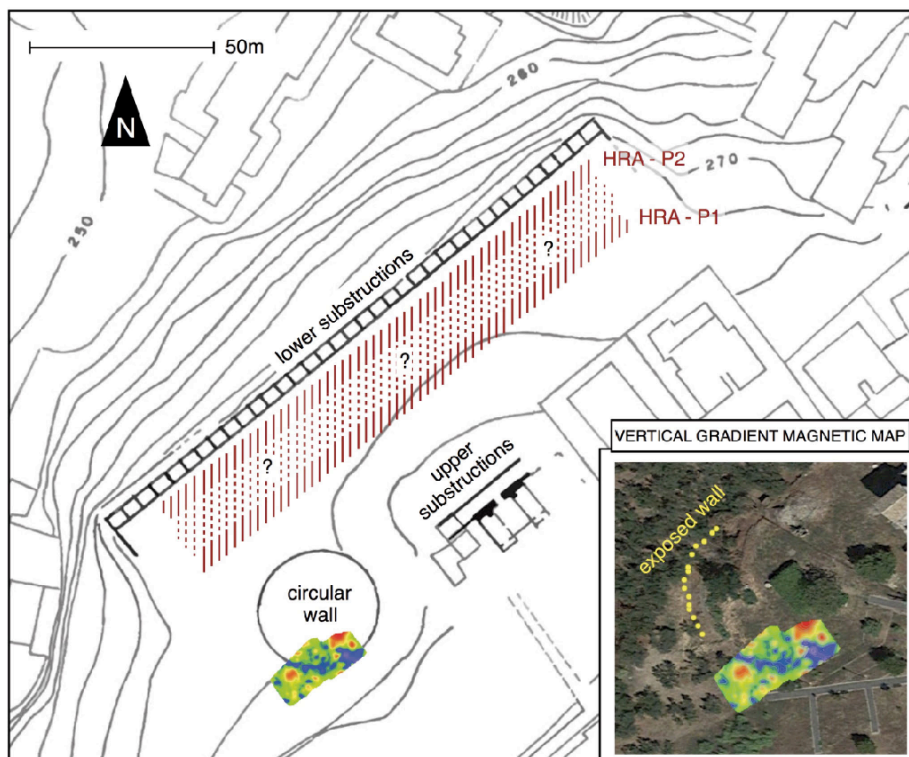 50m
N
260
270
250
HRA - P2
HRA - P1
?
?
?
lower substructions
upper
substructions
circular
wall
VERTICAL GRADIENT MAGNETIC MAP
exposed wall